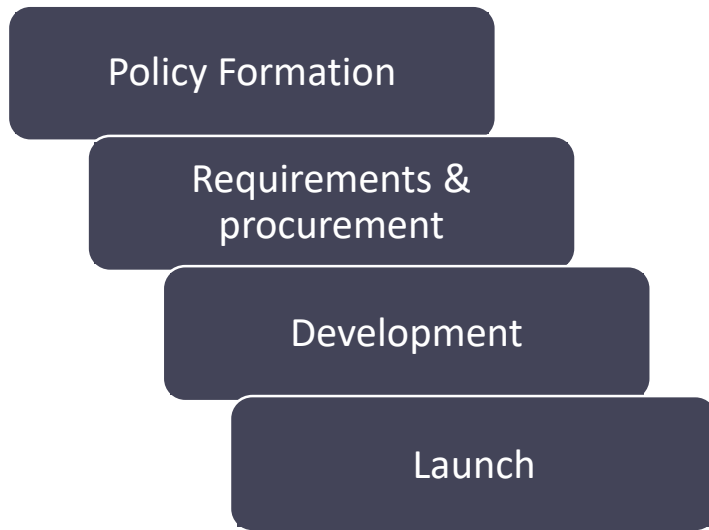 Policy Formation
Requirements &
procurement
Development
Launch